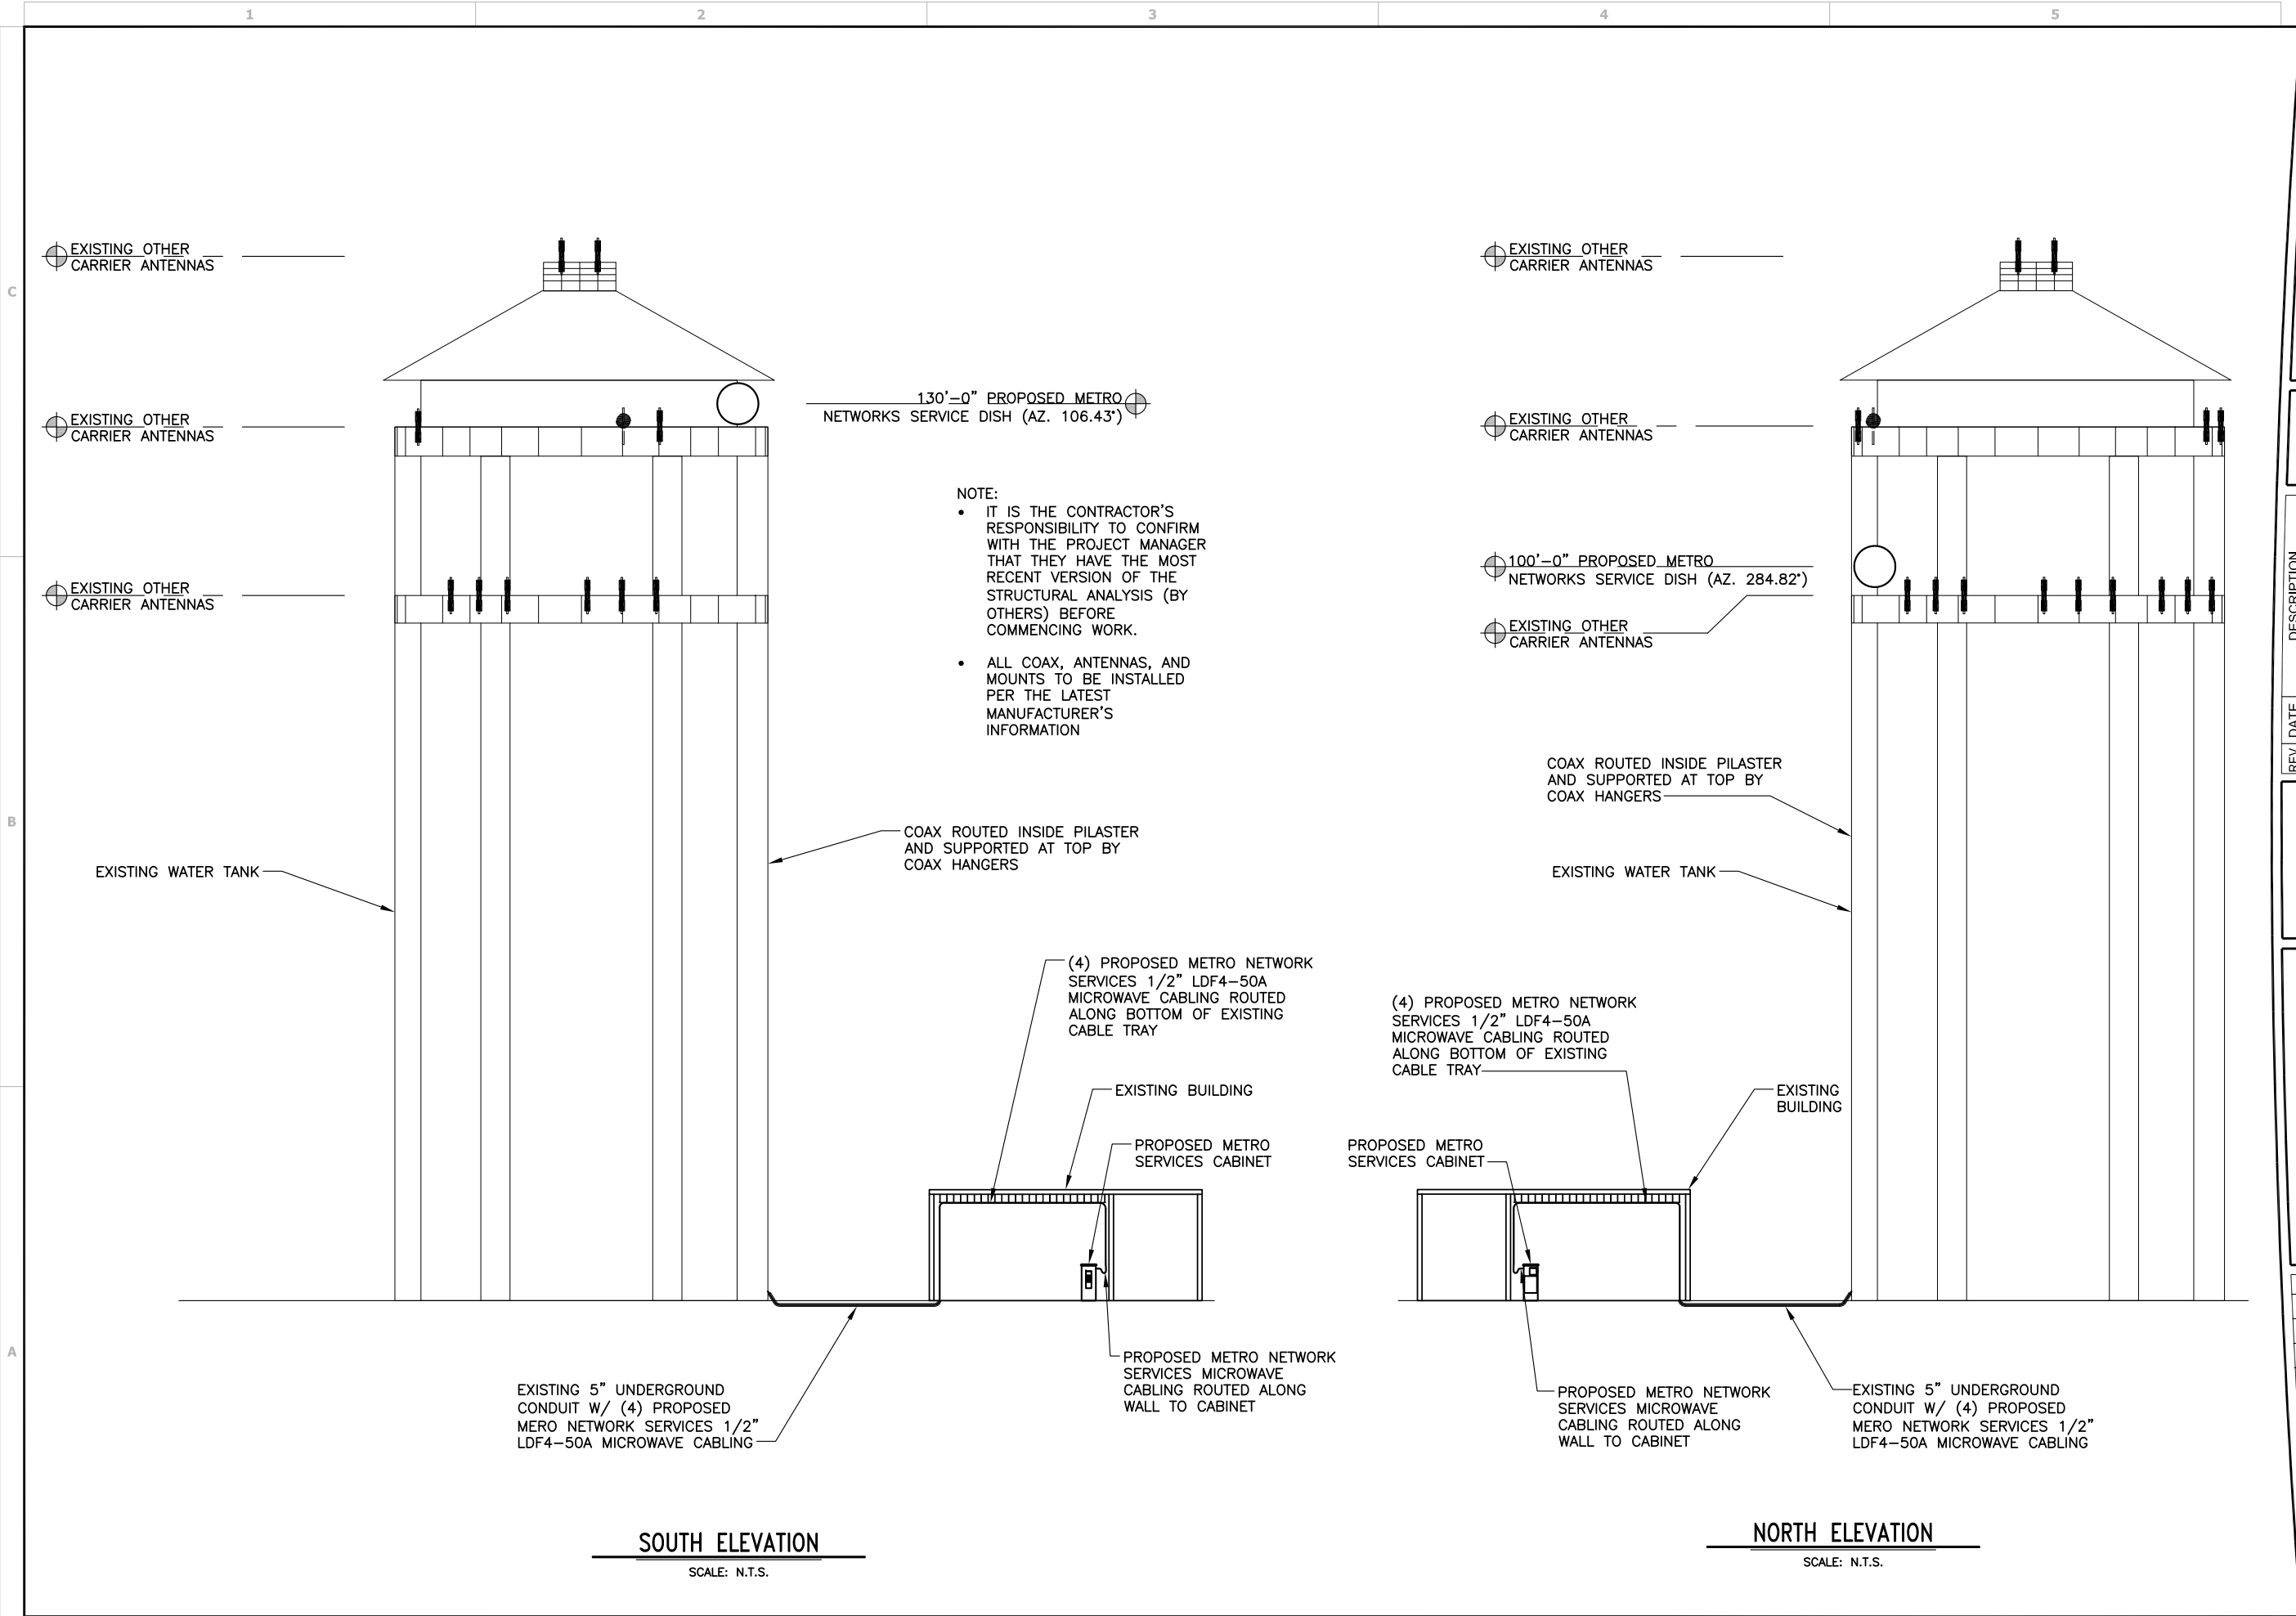 1 2 3 4 5
C
B
A
EXISTING OTHER
CARRIER ANTENNAS
EXISTING OTHER
CARRIER ANTENNAS
EXISTING OTHER
CARRIER ANTENNAS
130'-0" PROPOSED METRO
NETWORKS SERVICE DISH (AZ. 106.43°)
NOTE:
• IT IS THE CONTRACTOR'S
RESPONSIBILITY TO CONFIRM
WITH THE PROJECT MANAGER
THAT THEY HAVE THE MOST
RECENT VERSION OF THE
STRUCTURAL ANALYSIS (BY
OTHERS) BEFORE
COMMENCING WORK.
• ALL COAX, ANTENNAS, AND
MOUNTS TO BE INSTALLED
PER THE LATEST
MANUFACTURER'S
INFORMATION
EXISTING WATER TANK
COAX ROUTED INSIDE PILASTER
AND SUPPORTED AT TOP BY
COAX HANGERS
(4) PROPOSED METRO NETWORK
SERVICES 1/2" LDF4-50A
MICROWAVE CABLING ROUTED
ALONG BOTTOM OF EXISTING
CABLE TRAY
EXISTING BUILDING
PROPOSED METRO
SERVICES CABINET
PROPOSED METRO NETWORK
SERVICES MICROWAVE
CABLING ROUTED ALONG
WALL TO CABINET
EXISTING 5" UNDERGROUND
CONDUIT W/ (4) PROPOSED
MERO NETWORK SERVICES 1/2"
LDF4-50A MICROWAVE CABLING
SOUTH ELEVATION
SCALE: N.T.S.
EXISTING OTHER
CARRIER ANTENNAS
EXISTING OTHER
CARRIER ANTENNAS
100'-0" PROPOSED METRO
NETWORKS SERVICE DISH (AZ. 284.82°)
EXISTING OTHER
CARRIER ANTENNAS
COAX ROUTED INSIDE PILASTER
AND SUPPORTED AT TOP BY
COAX HANGERS
EXISTING WATER TANK
(4) PROPOSED METRO NETWORK
SERVICES 1/2" LDF4-50A
MICROWAVE CABLING ROUTED
ALONG BOTTOM OF EXISTING
CABLE TRAY
EXISTING
BUILDING
PROPOSED METRO
SERVICES CABINET
PROPOSED METRO NETWORK
SERVICES MICROWAVE
CABLING ROUTED ALONG
WALL TO CABINET
EXISTING 5" UNDERGROUND
CONDUIT W/ (4) PROPOSED
MERO NETWORK SERVICES 1/2"
LDF4-50A MICROWAVE CABLING
NORTH ELEVATION
SCALE: N.T.S.
REV DATE DESCRIPTION